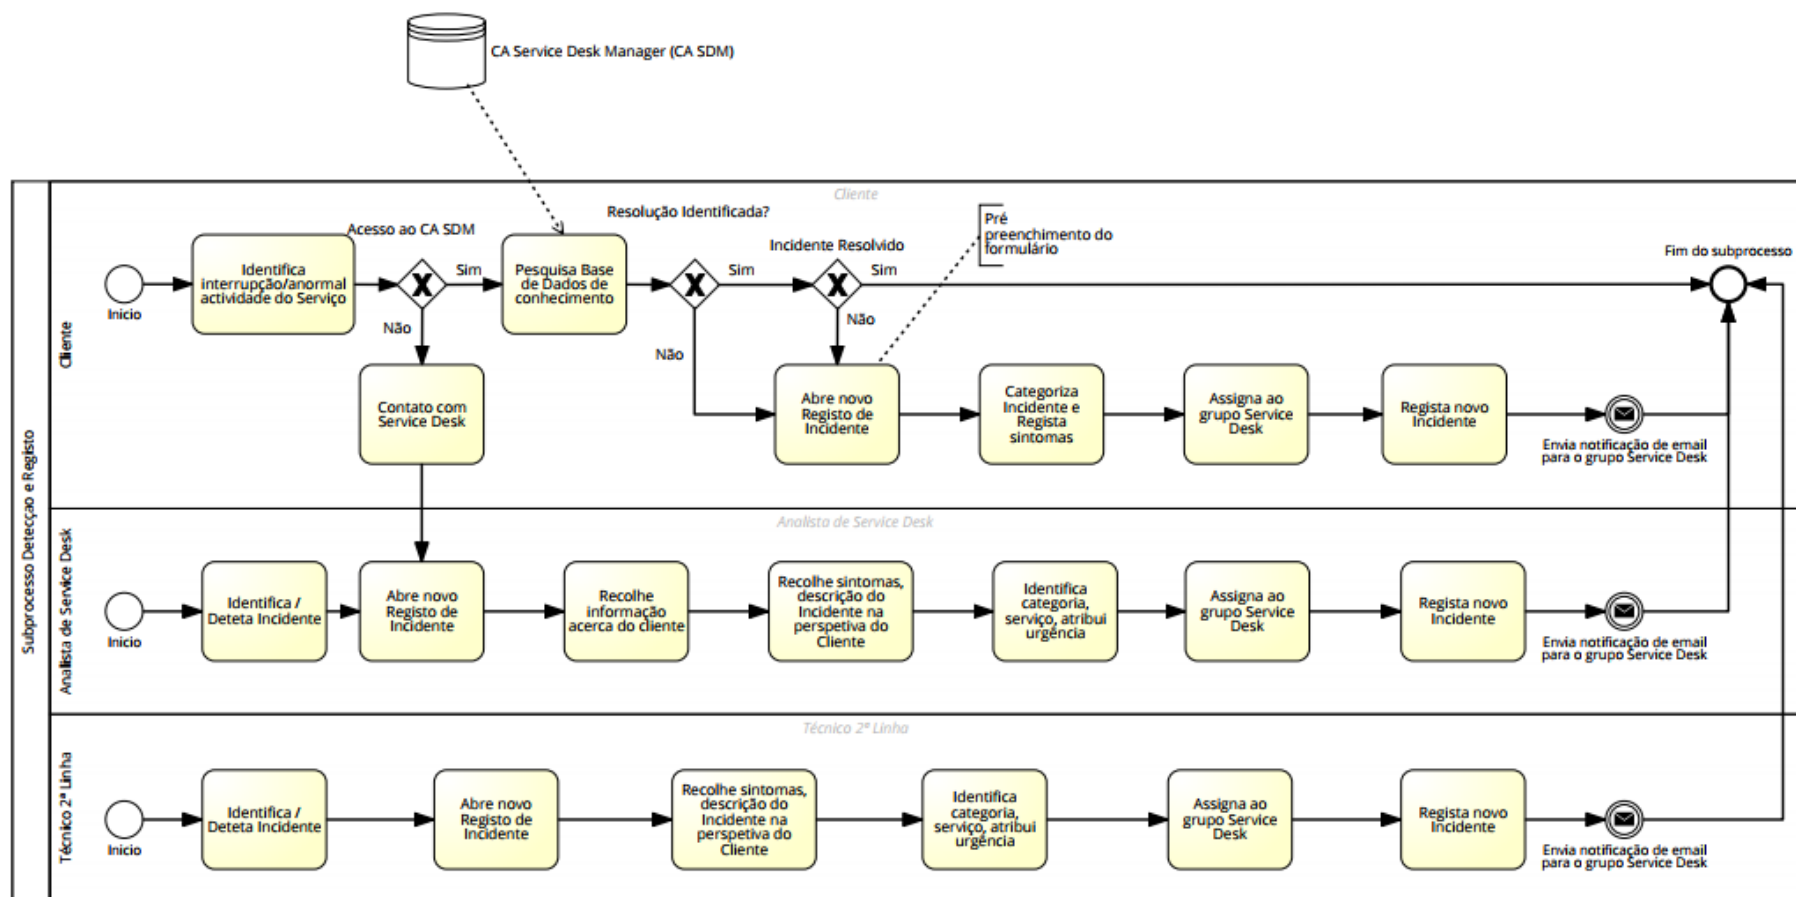 CA Service Desk Manager (CA SDM)
Subprocesso Detecçao e Registo
Cliente
Cliente
Inicio
Identifica
interrupção/anormal
actividade do Serviço
Acesso ao CA SDM
Sim
Não
Contato com
Service Desk
Pesquisa Base
de Dados de
conhecimento
Resolução Identificada?
Sim
Não
Incidente Resolvido
Sim
Não
Pré
preenchimento do
formulário
Abre novo
Registo de
Incidente
Categoriza
Incidente e
Regista
sintomas
Assigna ao
grupo Service
Desk
Regista novo
Incidente
Envia notificação de email
para o grupo Service Desk
Fim do subprocesso
Analista de Service Desk
Analista de Service Desk
Inicio
Identifica /
Deteta Incidente
Abre novo
Registo de
Incidente
Recolhe
informação
acerca do cliente
Recolhe sintomas,
descrição do
Incidente na
perspetiva do
Cliente
Identifica
categoria,
serviço, atribui
urgência
Assigna ao
grupo Service
Desk
Regista novo
Incidente
Envia notificação de email
para o grupo Service Desk
Técnico 2ª Linha
Técnico 2ª Linha
Inicio
Identifica /
Deteta Incidente
Abre novo
Registo de
Incidente
Recolhe sintomas,
descrição do
Incidente na
perspetiva do
Cliente
Identifica
categoria,
serviço, atribui
urgência
Assigna ao
grupo Service
Desk
Regista novo
Incidente
Envia notificação de email
para o grupo Service Desk